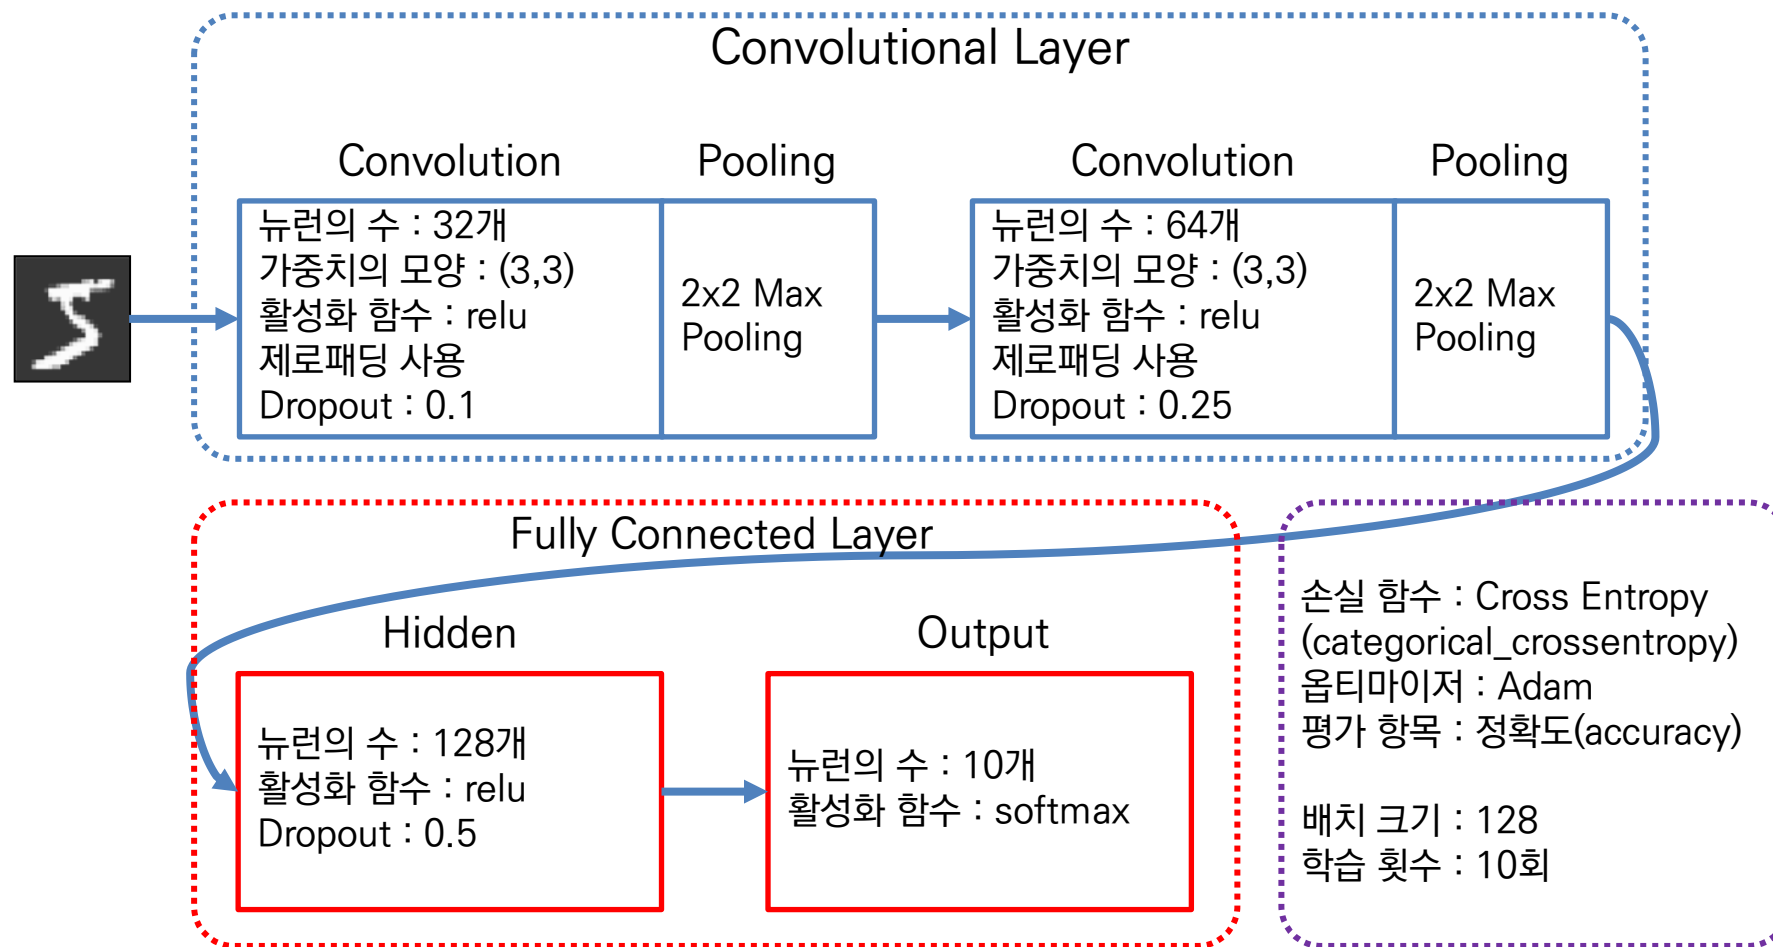 Convolutional Layer
Convolution
Pooling
Convolution
Pooling
뉴런의 수 : 32개
가중치의 모양 : (3,3)
활성화 함수 : relu
제로패딩 사용
Dropout : 0.1
2x2 Max
Pooling
뉴런의 수 : 64개
가중치의 모양 : (3,3)
활성화 함수 : relu
제로패딩 사용
Dropout : 0.25
2x2 Max
Pooling
Fully Connected Layer
Hidden
Output
뉴런의 수 : 128개
활성화 함수 : relu
Dropout : 0.5
뉴런의 수 : 10개
활성화 함수 : softmax
손실 함수 : Cross Entropy
(categorical_crossentropy)
옵티마이저 : Adam
평가 항목 : 정확도(accuracy)
배치 크기 : 128
학습 횟수 : 10회